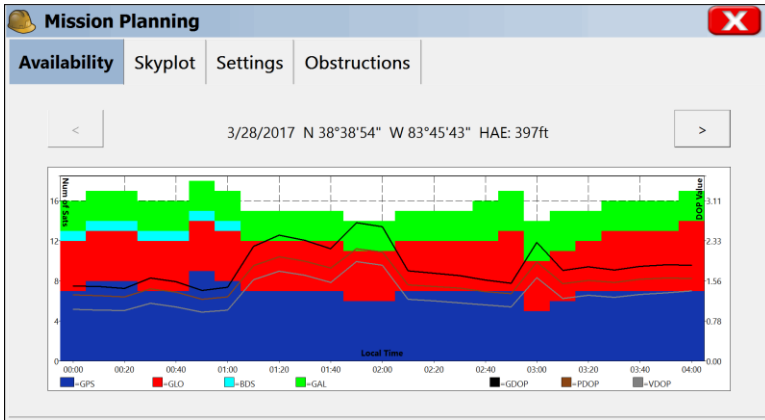 Mission Planning
X
Availability Skyplot Settings Obstructions
< 3/28/2017 N 38°38'54" W 83°45'43" HAE: 397ft >
Num of Sats
DOP Value
16 3.11
12 2.33
8 1.56
4 0.78
0 0.00
Local Time
00:00 00:20 00:40 01:00 01:20 01:40 02:00 02:20 02:40 03:00 03:20 03:40 04:00
=GPS =GLO =BDS =GAL =GDOP =PDOP =VDOP